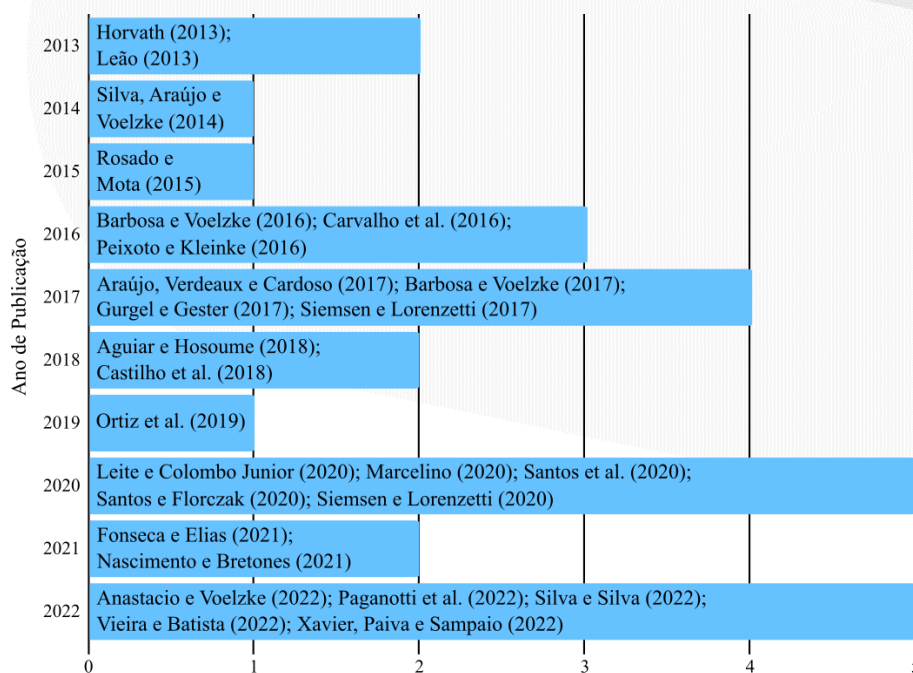 2013
Horvath (2013);
Leão (2013)
2014
Silva, Araújo e
Voelzke (2014)
2015
Rosado e
Mota (2015)
2016
Barbosa e Voelzke (2016); Carvalho et al. (2016);
Peixoto e Kleinke (2016)
Ano de Publicação
2017
Araújo, Verdeaux e Cardoso (2017); Barbosa e Voelzke (2017);
Gurgel e Gester (2017); Siemsen e Lorenzetti (2017)
2018
Aguiar e Hosoume (2018);
Castilho et al. (2018)
2019
Ortiz et al. (2019)
2020
Leite e Colombo Junior (2020); Marcelino (2020); Santos et al. (2020);
Santos e Florczak (2020); Siemsen e Lorenzetti (2020)
2021
Fonseca e Elias (2021);
Nascimento e Bretones (2021)
2022
Anastacio e Voelzke (2022); Paganotti et al. (2022); Silva e Silva (2022);
Vieira e Batista (2022); Xavier, Paiva e Sampaio (2022)
0 1 2 3 4